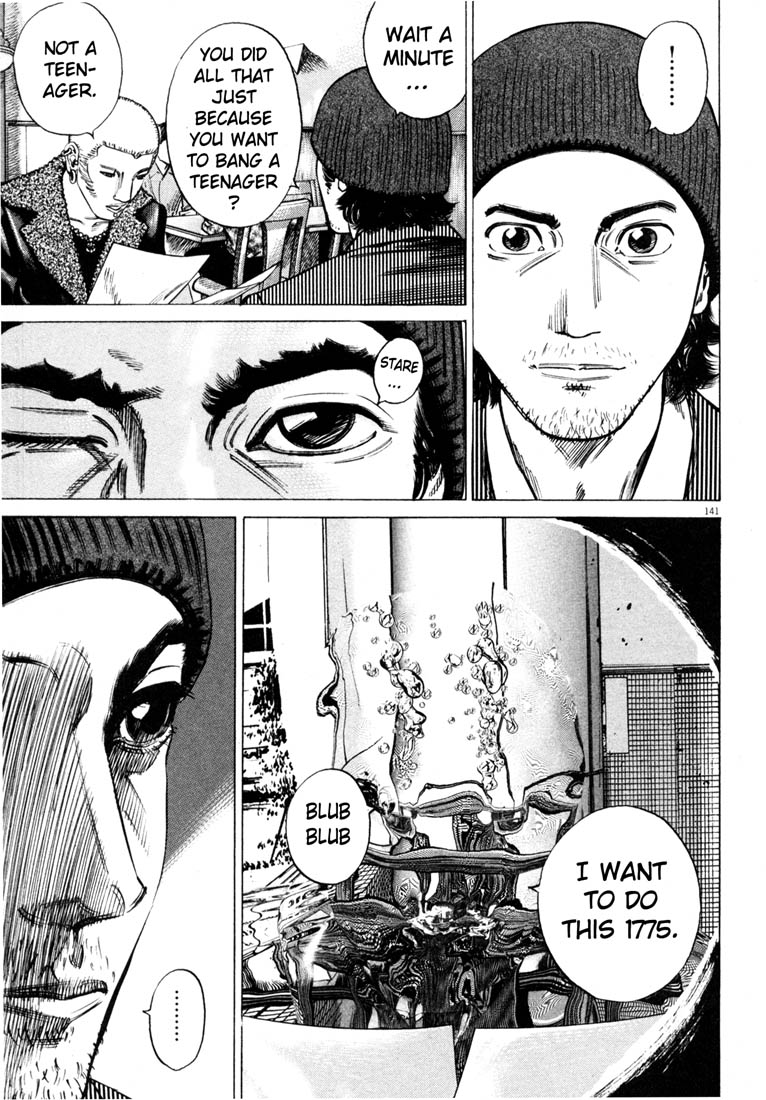 !......
WAIT A
MINUTE
...
YOU DID
ALL THAT
JUST
BECAUSE
YOU WANT
TO BANG A
TEENAGER
?
NOT A
TEEN-
AGER.
STARE
...
141
I WANT
TO DO
THIS 1775.
BLUB
BLUB
........